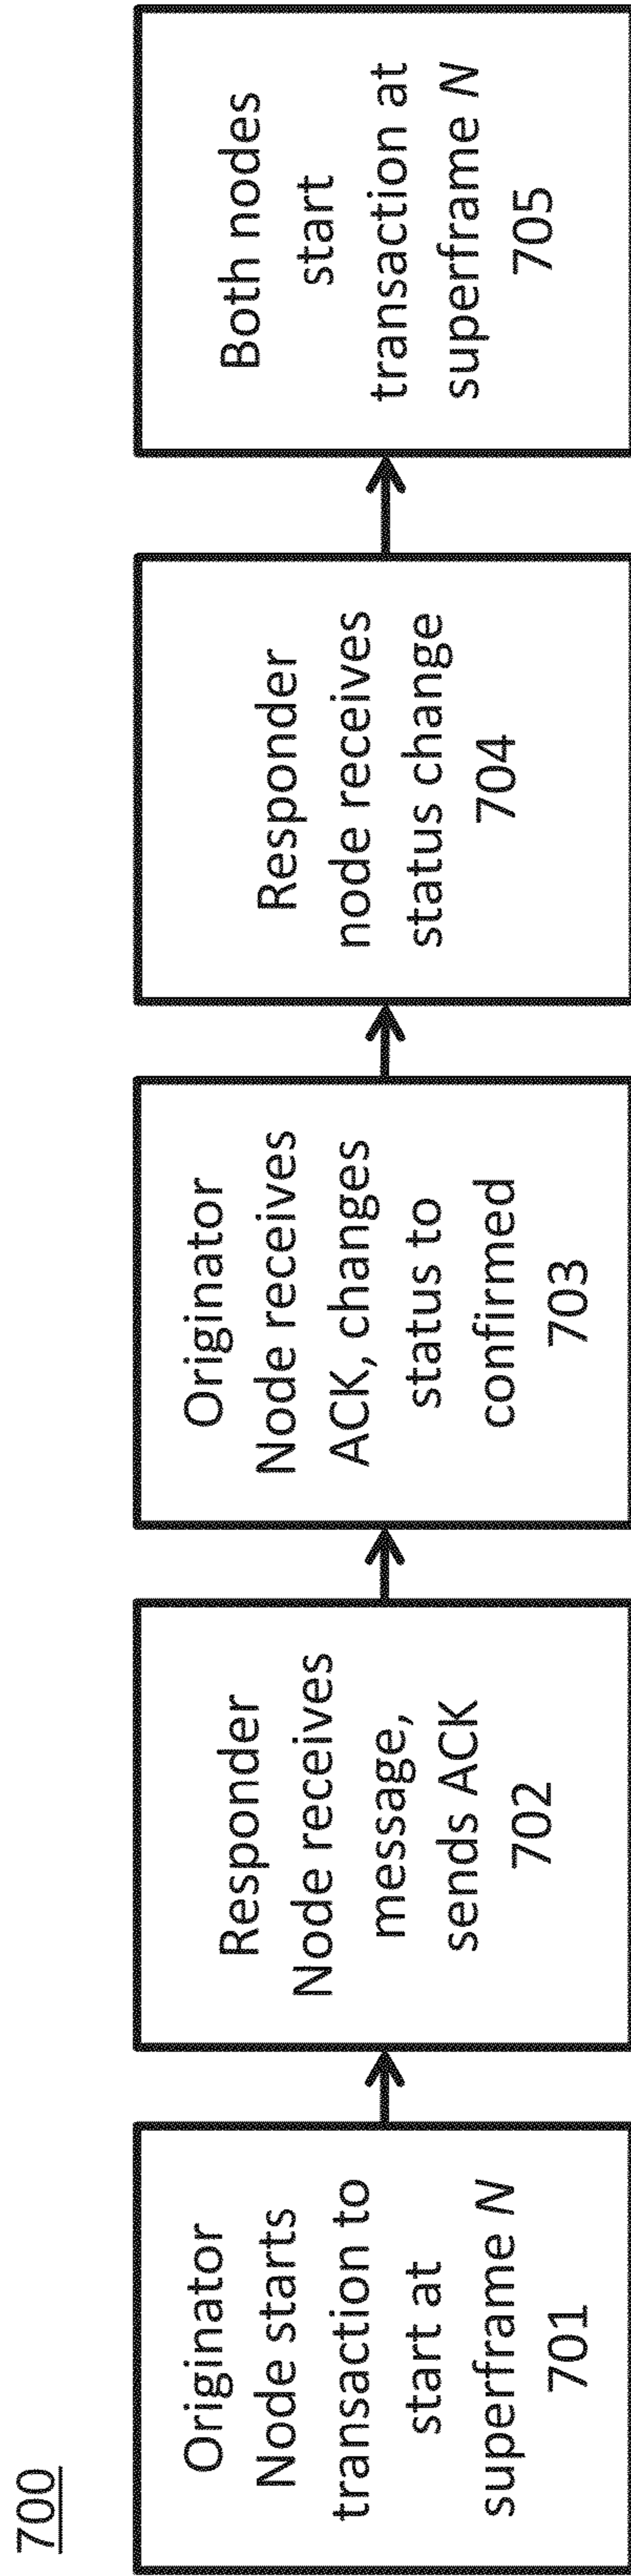 700
Originator
Node starts
transaction to
start at
superframe N
701
Responder
Node receives
message,
sends ACK
702
Originator
Node receives
ACK, changes
status to
confirmed
703
Responder
node receives
status change
704
Both nodes
start
transaction at
superframe N
705